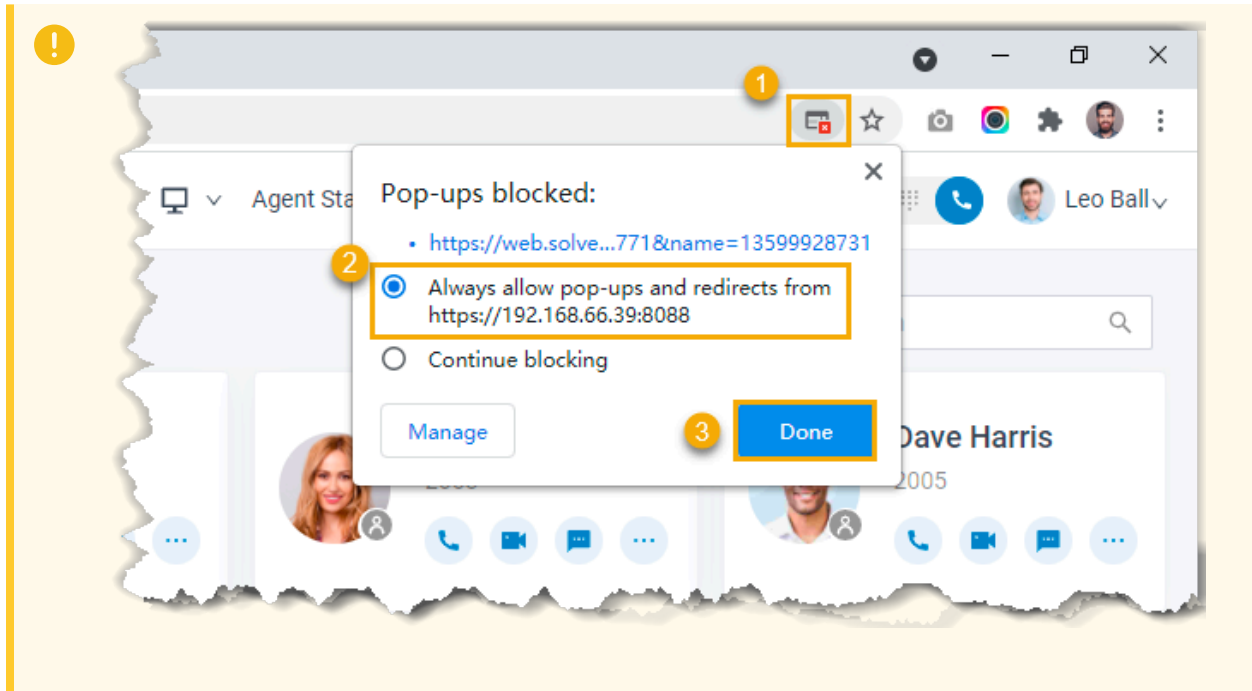 !
1
Agent Sta
Leo Ball
Pop-ups blocked:
https://web.solve...771&name=13599928731
2
Always allow pop-ups and redirects from
https://192.168.66.39:8088
Continue blocking
Manage
3
Done
Dave Harris
2005